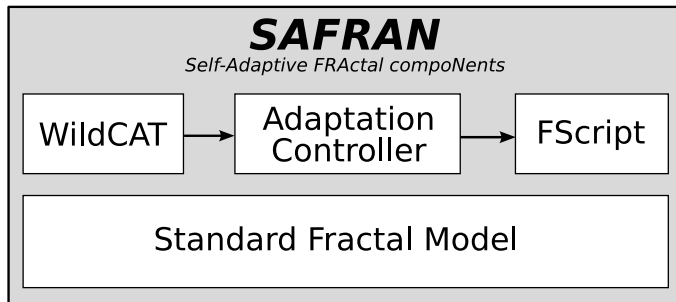 SAFRAN
Self-Adaptive FRActal compoNents
WildCAT
Adaptation
Controller
FScript
Standard Fractal Model